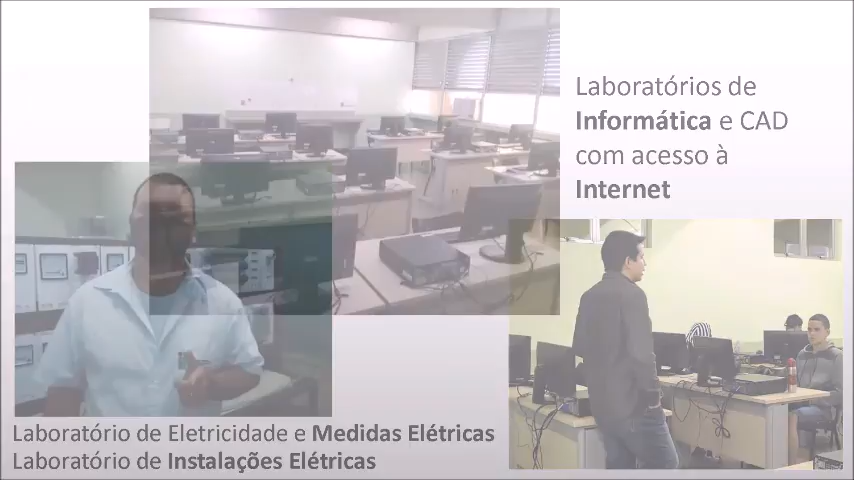 Laboratórios de
Informática e CAD
com acesso à
Internet
Laboratório de Eletricidade e Medidas Elétricas
Laboratório de Instalações Elétricas